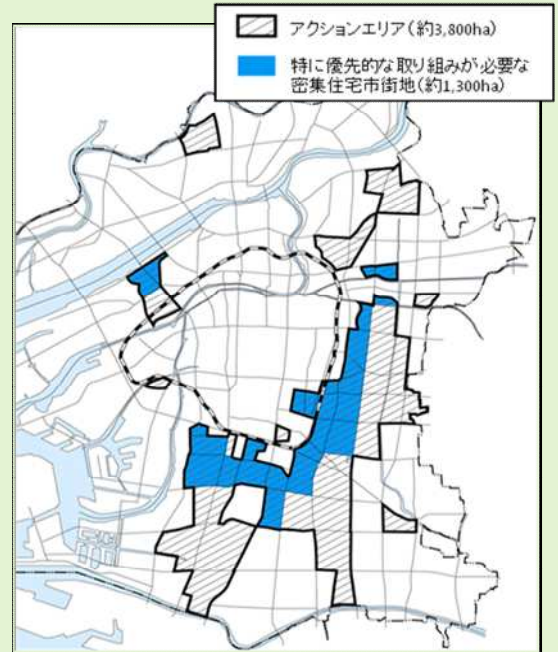 アクションエリア(約3,800ha)
特に優先的な取り組みが必要な
密集住宅市街地(約1,300ha)